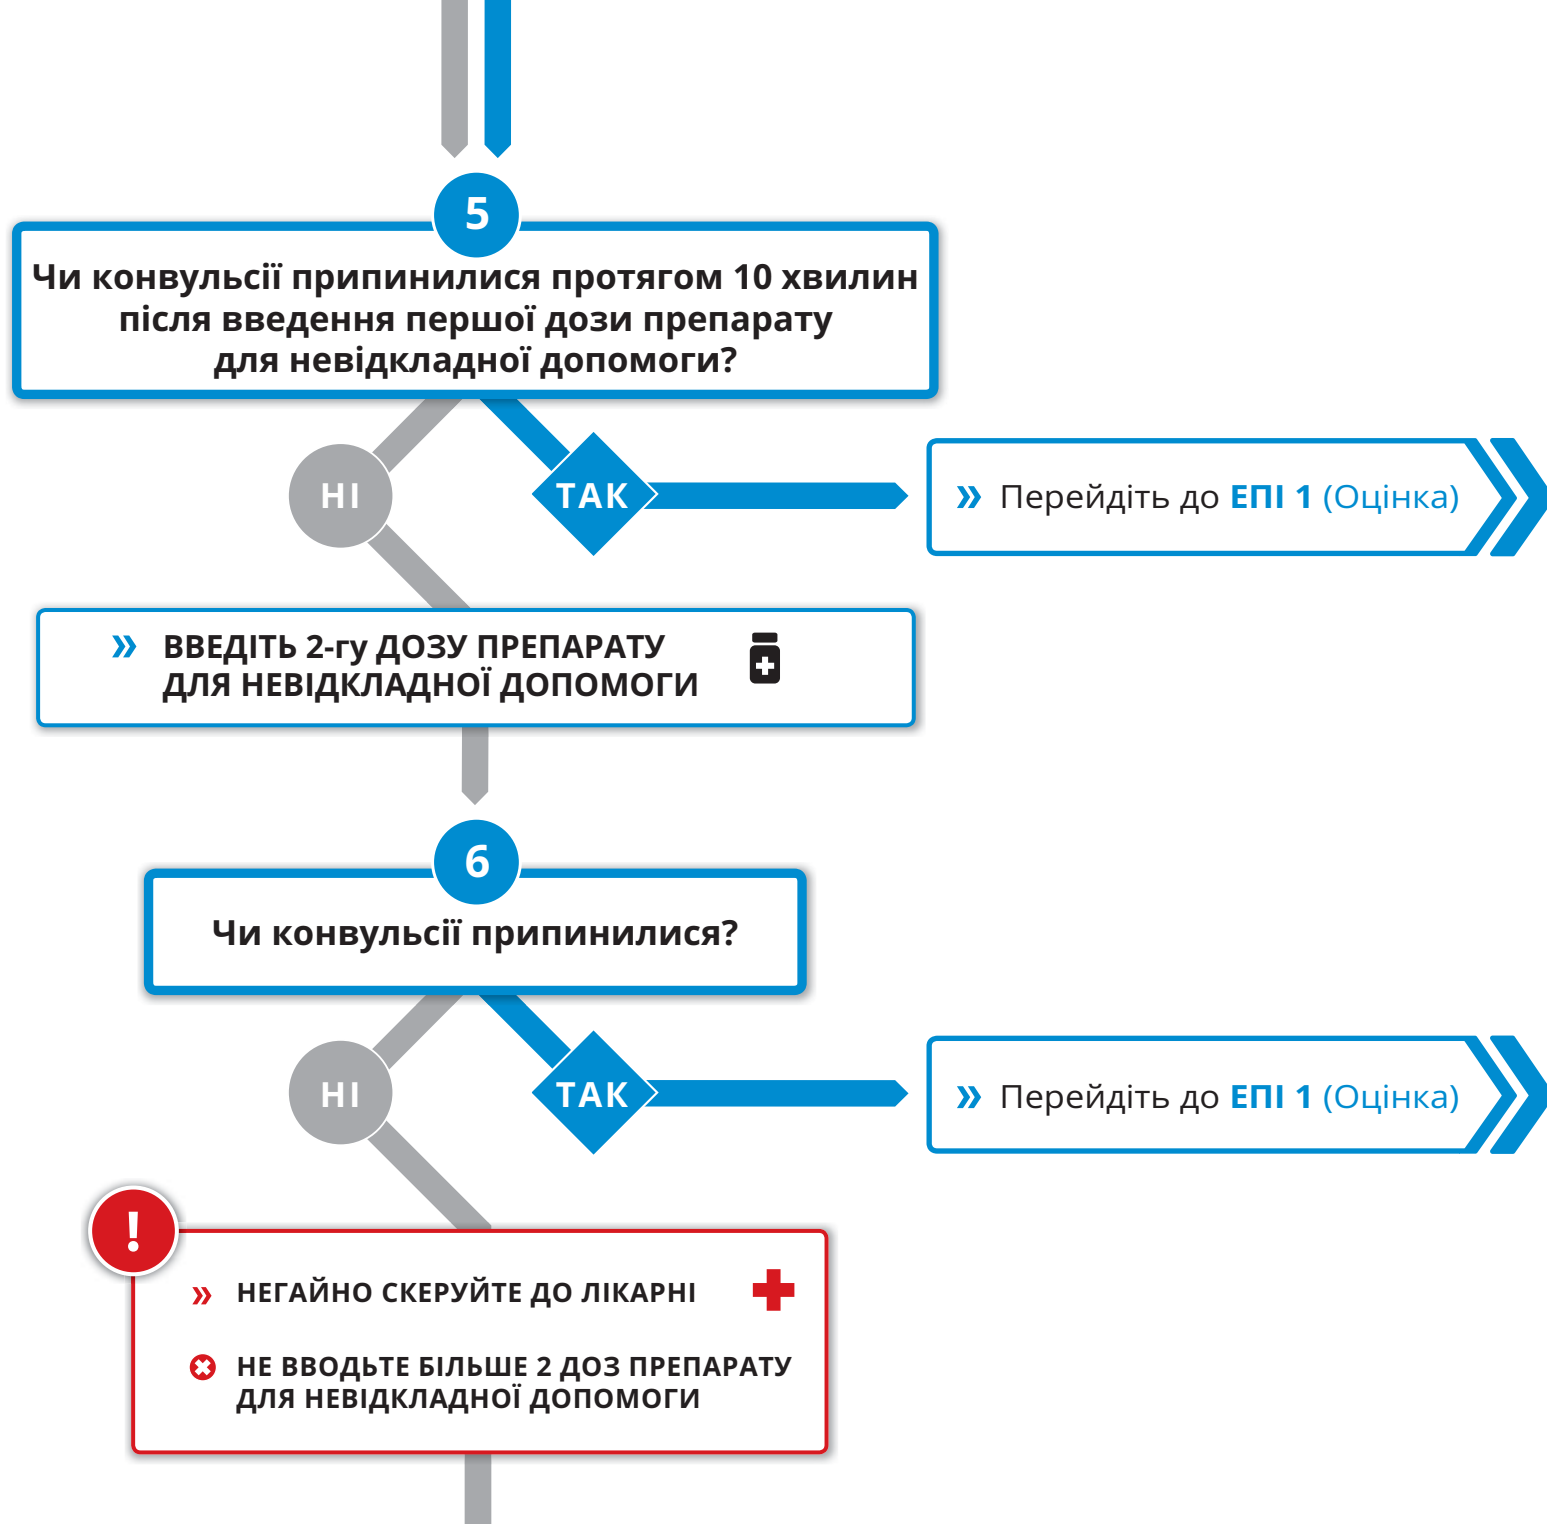 5
Чи конвульсії припинилися протягом 10 хвилин
після введення першої дози препарату
для невідкладної допомоги?
НІ
ТАК
» Перейдіть до ЕПІ 1 (Оцінка)
» ВВЕДІТЬ 2-гу ДОЗУ ПРЕПАРАТУ
ДЛЯ НЕВІДКЛАДНОЇ ДОПОМОГИ
6
Чи конвульсії припинилися?
НІ
ТАК
» Перейдіть до ЕПІ 1 (Оцінка)
!
» НЕГАЙНО СКЕРУЙТЕ ДО ЛІКАРНІ
НЕ ВВОДЬТЕ БІЛЬШЕ 2 ДОЗ ПРЕПАРАТУ
ДЛЯ НЕВІДКЛАДНОЇ ДОПОМОГИ